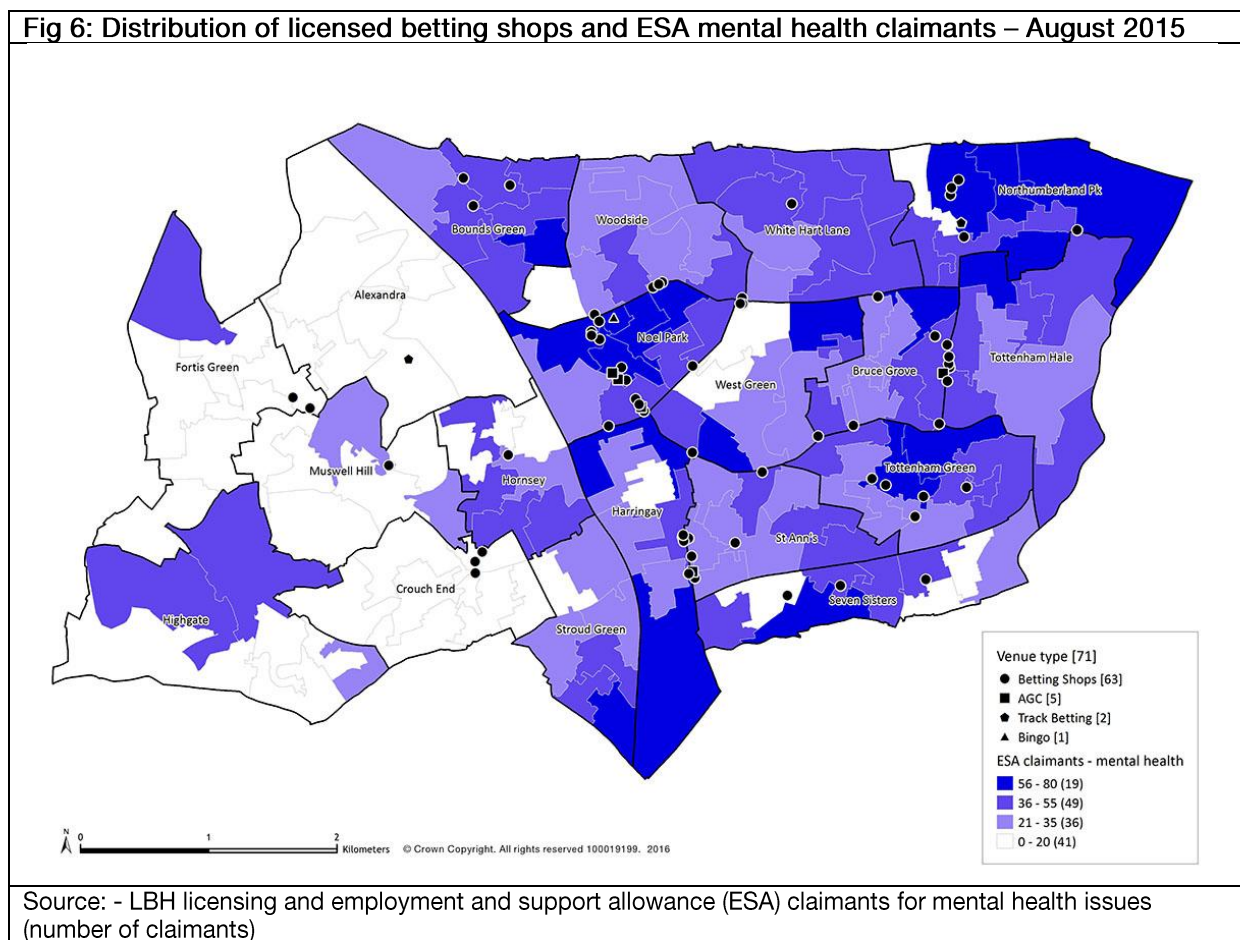 Fig 6: Distribution of licensed betting shops and ESA mental health claimants – August 2015
Northumberland Pk
Woodside
Bounds Green
White Hart Lane
Alexandra
Noel Park
Fortis Green
Tottenham Hale
Bruce Grove
West Green
Muswell Hill
Tottenham Green
Hornsey
Harringay
St Ann's
Crouch End
Seven Sisters
Highgate
Stroud Green
Venue type [71]
Betting Shops [63]
AGC [5]
Track Betting [2]
Bingo [1]
ESA claimants - mental health
56 - 80 (19)
36 - 55 (49)
21 - 35 (36)
0 - 20 (41)
N
0 1 2
Kilometers © Crown Copyright. All rights reserved 100019199. 2016
Source: - LBH licensing and employment and support allowance (ESA) claimants for mental health issues
(number of claimants)